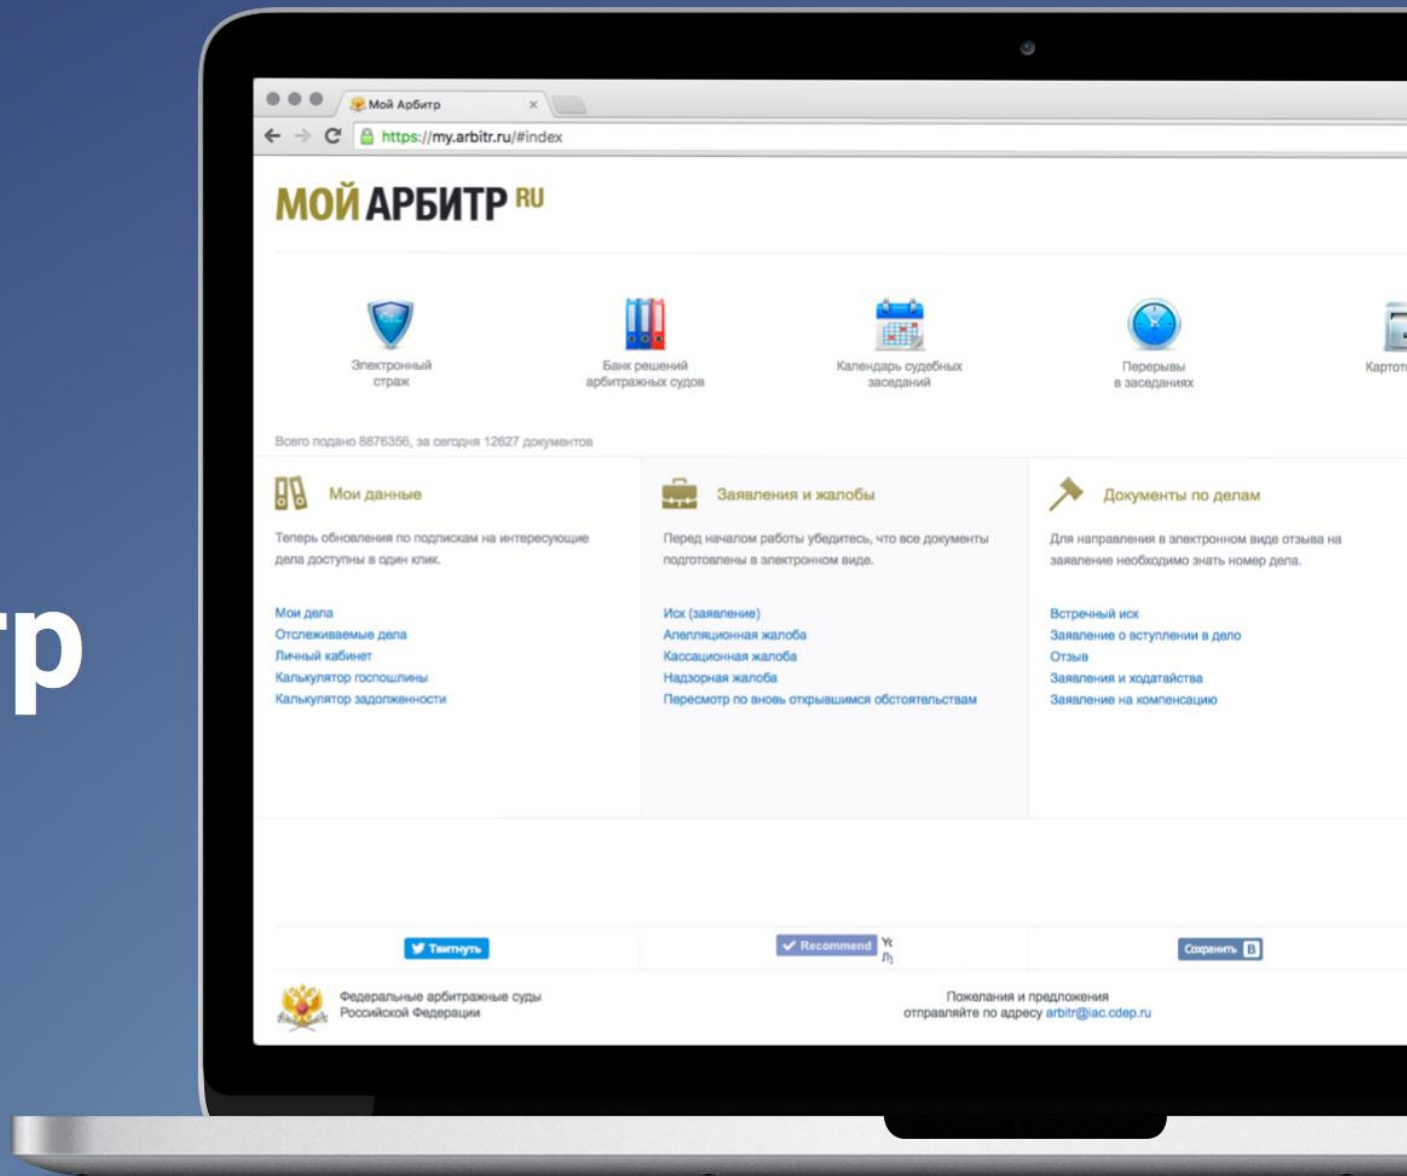 Мой Арбитр
https://my.arbitr.ru/#index
МОЙ АРБИТР RU
Электронный
страж
Банк решений
арбитражных судов
Календарь судебных
заседаний
Перерывы
в заседаниях
Всего подано 8876356, за сегодня 12627 документов
Мои данные
Теперь обновления по подпискам на интересующие
дела доступны в один клик.
Мои дела
Отслеживаемые дела
Личный кабинет
Калькулятор госпошлины
Калькулятор задолженности
Заявления и жалобы
Перед началом работы убедитесь, что все документы
подготовлены в электронном виде.
Иск (заявление)
Апелляционная жалоба
Кассационная жалоба
Надзорная жалоба
Пересмотр по вновь открывшимся обстоятельствам
Документы по делам
Для направления в электронном виде отзыва на
заявление необходимо знать номер дела.
Встречный иск
Заявление о вступлении в дело
Отзыв
Заявления и ходатайства
Заявление на компенсацию
Твитнуть
Recommend
Сохранить B
Федеральные арбитражные суды
Российской Федерации
Пожелания и предложения
отправляйте по адресу arbitr@iac.cdep.ru